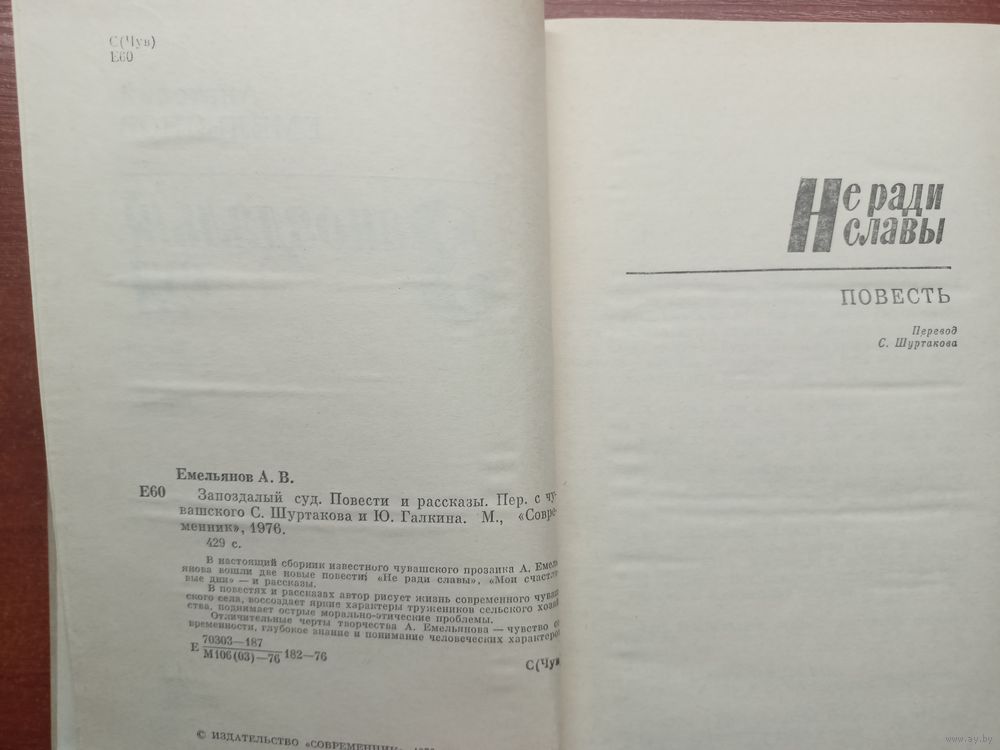 С(Чув)
Е60
Емельянов А. В.
Е60 Запоздалый суд. Повести и рассказы. Пер. с чу-
вашского С. Шуртакова и Ю. Галкина. М., «Совре-
менник», 1976.
429 с.
В настоящий сборник известного чувашского прозаика А. Емель
янова вошли две новые повести; «Не ради славы», «Мои счастли
вые дни» — и рассказы.
В повестях и рассказах автор рисует жизнь современного чуваш
ского села, воссоздает яркие характеры тружеников сельского хозяй
ства, поднимает острые морально-этические проблемы.
Отличительные черты творчества А. Емельянова — чувство со
временности, глубокое знание и понимание человеческих характеров
Е 70303—187
М106(03)—76 182—76
С(Чув
© ИЗДАТЕЛЬСТВО «СОВРЕМЕННИК»
Не ради
славы
ПОВЕСТЬ
Перевод
С. Шуртакова
www.ay.by